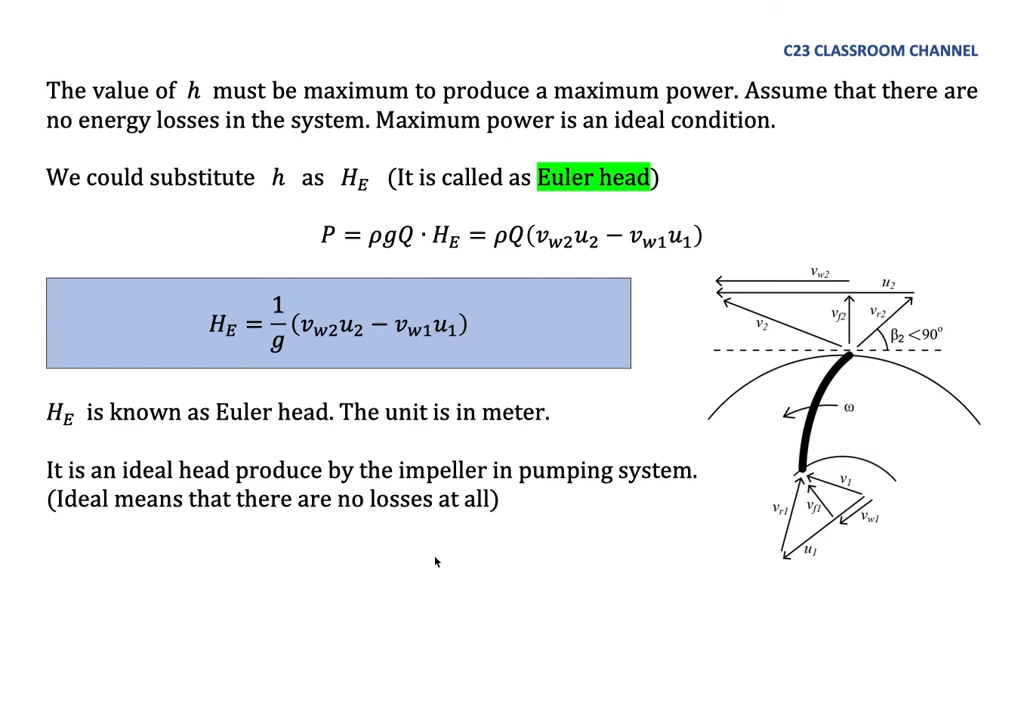 C23 CLASSROOM CHANNEL
The value of h must be maximum to produce a maximum power. Assume that there are
no energy losses in the system. Maximum power is an ideal condition.
We could substitute h as H_E (It is called as Euler head)
P = ρgQ · H_E = ρQ(v_w2u_2 − v_w1u_1)
H_E = 1/g (v_w2u_2 − v_w1u_1)
v_w2
u_2
v_2
v_f2
v_r2
β_2 <90°
ω
H_E is known as Euler head. The unit is in meter.
It is an ideal head produce by the impeller in pumping system.
(Ideal means that there are no losses at all)
v_1
v_r1
v_f1
v_w1
u_1